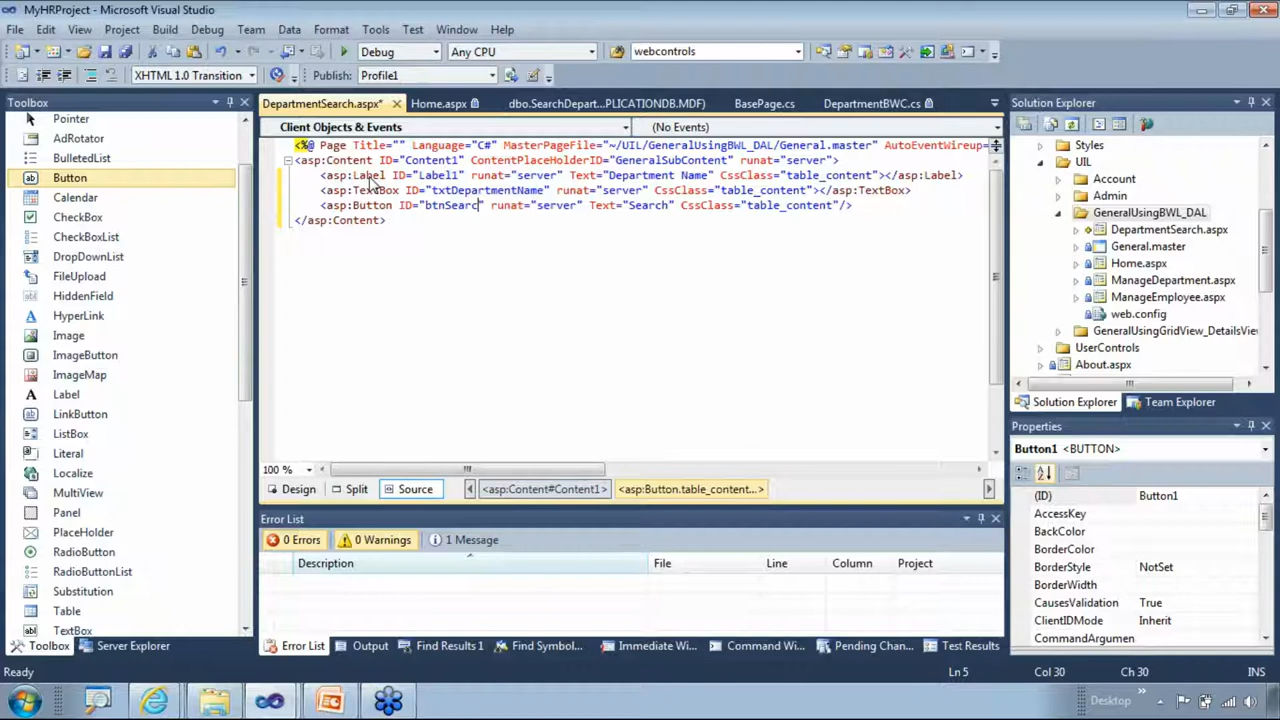 MyHRProject - Microsoft Visual Studio
File Edit View Project Build Debug Team Data Format Tools Test Window Help
Debug Any CPU webcontrols
XHTML 1.0 Transition Publish: Profile1
Toolbox
Pointer
AdRotator
BulletedList
Button
Calendar
CheckBox
CheckBoxList
DropDownList
FileUpload
HiddenField
HyperLink
Image
ImageButton
ImageMap
Label
LinkButton
ListBox
Literal
Localize
MultiView
Panel
PlaceHolder
RadioButton
RadioButtonList
Substitution
Table
TextBox
Toolbox Server Explorer
DepartmentSearch.aspx* Home.aspx dbo.SearchDepart...PLICATIONDB.MDF) BasePage.cs DepartmentBWC.cs
Client Objects & Events (No Events)
<%@ Page Title="" Language="C#" MasterPageFile="~/UIL/GeneralUsingBWL_DAL/General.master" AutoEventWireup=
<asp:Content ID="Content1" ContentPlaceHolderID="GeneralSubContent" runat="server">
<asp:Label ID="Label1" runat="server" Text="Department Name" CssClass="table_content"></asp:Label>
<asp:TextBox ID="txtDepartmentName" runat="server" CssClass="table_content"></asp:TextBox>
<asp:Button ID="btnSearc" runat="server" Text="Search" CssClass="table_content"/>
</asp:Content>
100 %
Design Split Source <asp:Content#Content1> <asp:Button.table_content...>
Error List
0 Errors 0 Warnings 1 Message
Description File Line Column Project
Error List Output Find Results 1 Find Symbol... Immediate Wi... Command Wi... Pending Chan... Test Results
Solution Explorer
Styles
UIL
Account
Admin
GeneralUsingBWL_DAL
DepartmentSearch.aspx
General.master
Home.aspx
ManageDepartment.aspx
ManageEmployee.aspx
web.config
GeneralUsingGridView_DetailsView
UserControls
About.aspx
Solution Explorer Team Explorer
Properties
Button1 <BUTTON>
(ID) Button1
AccessKey
BackColor
BorderColor
BorderStyle NotSet
BorderWidth
CausesValidation True
ClientIDMode Inherit
CommandArgumen
Ready Ln 5 Col 30 Ch 30 INS
Desktop